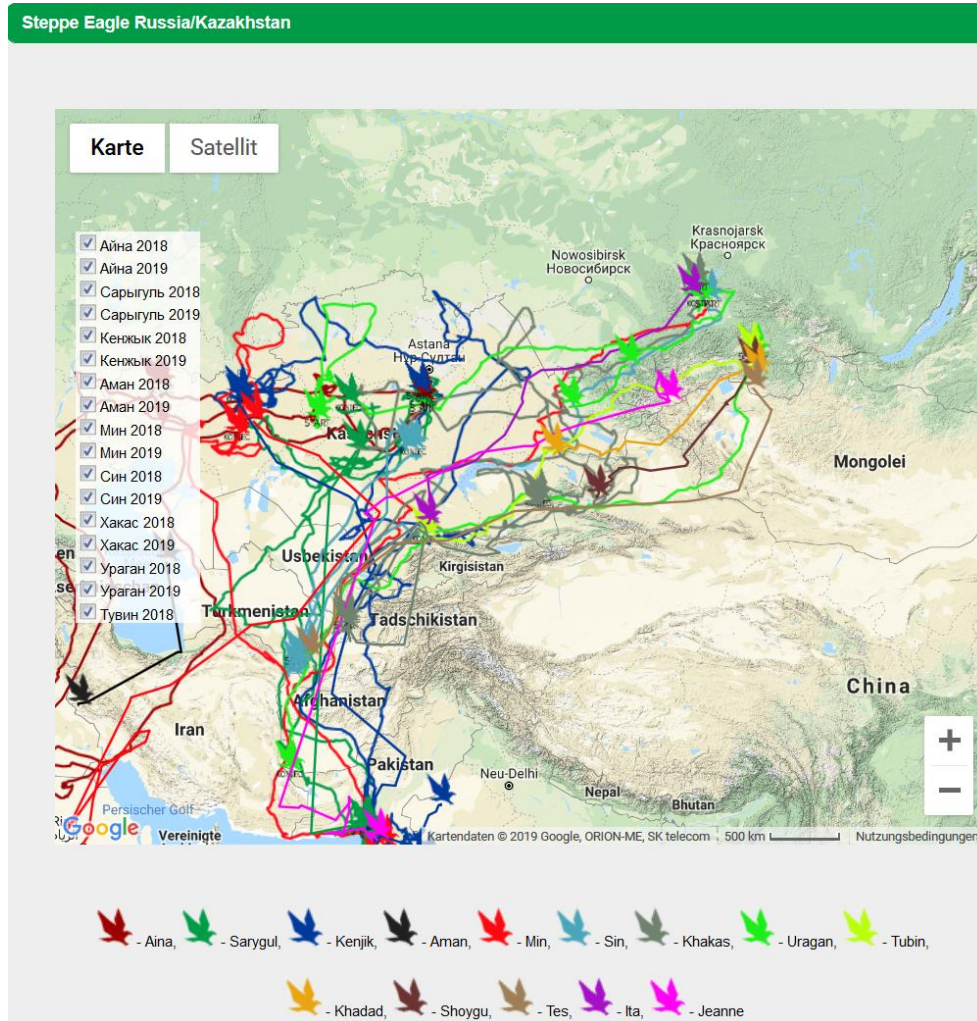 Steppe Eagle Russia/Kazakhstan
Karte
Satellit
Айна 2018
Айна 2019
Сарыгуль 2018
Сарыгуль 2019
Кенжык 2018
Кенжык 2019
Аман 2018
Аман 2019
Мин 2018
Мин 2019
Син 2018
Син 2019
Хакас 2018
Хакас 2019
Ураган 2018
Ураган 2019
Тувин 2018
Krasnojarsk
Красноярск
Nowosibirsk
Новосибирск
Astana
Нур-Султан
Mongolei
Usbekistan
Kirgisistan
Turkmenistan
Tadschikistan
China
Afghanistan
Iran
Pakistan
Neu-Delhi
Nepal
Bhutan
Persischer Golf
Google
Vereinigte
Kartendaten © 2019 Google, ORION-ME, SK telecom
500 km
Nutzungsbedingungen
- Aina, - Sarygul, - Kenjik, - Aman, - Min, - Sin, - Khakas, - Uragan, - Tubin,
- Khadad, - Shoygu, - Tes, - Ita, - Jeanne